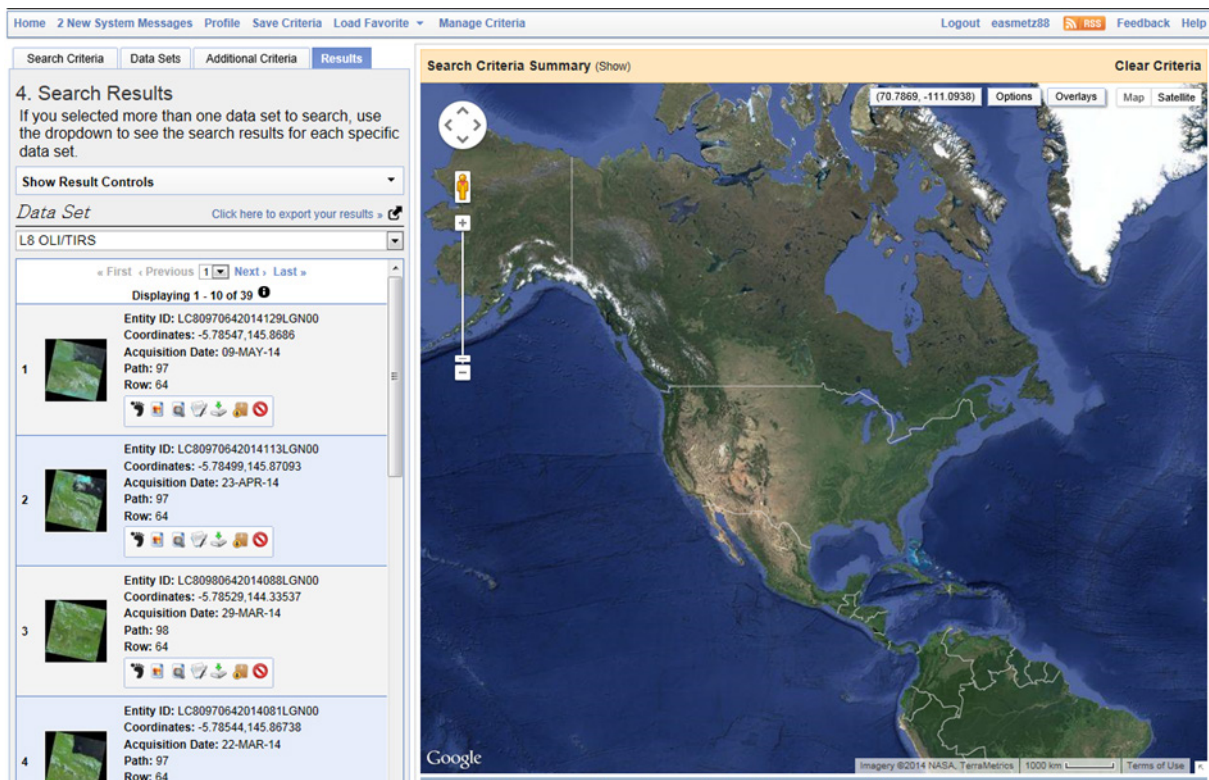 Home 2 New System Messages Profile Save Criteria Load Favorite Manage Criteria Logout easmetz88 RSS Feedback Help
Search Criteria Data Sets Additional Criteria Results
4. Search Results
If you selected more than one data set to search, use
the dropdown to see the search results for each specific
data set.
Show Result Controls
Data Set Click here to export your results »
L8 OLI/TIRS
« First ‹ Previous 1 Next › Last »
Displaying 1 - 10 of 39
1
Entity ID: LC80970642014129LGN00
Coordinates: -5.78547,145.8686
Acquisition Date: 09-MAY-14
Path: 97
Row: 64
2
Entity ID: LC80970642014113LGN00
Coordinates: -5.78499,145.87093
Acquisition Date: 23-APR-14
Path: 97
Row: 64
3
Entity ID: LC80980642014088LGN00
Coordinates: -5.78529,144.33537
Acquisition Date: 29-MAR-14
Path: 98
Row: 64
4
Entity ID: LC80970642014081LGN00
Coordinates: -5.78544,145.86738
Acquisition Date: 22-MAR-14
Path: 97
Row: 64
Search Criteria Summary (Show) Clear Criteria
(70.7869, -111.0938) Options Overlays Map Satellite
Google
Imagery ©2014 NASA, TerraMetrics 1000 km Terms of Use